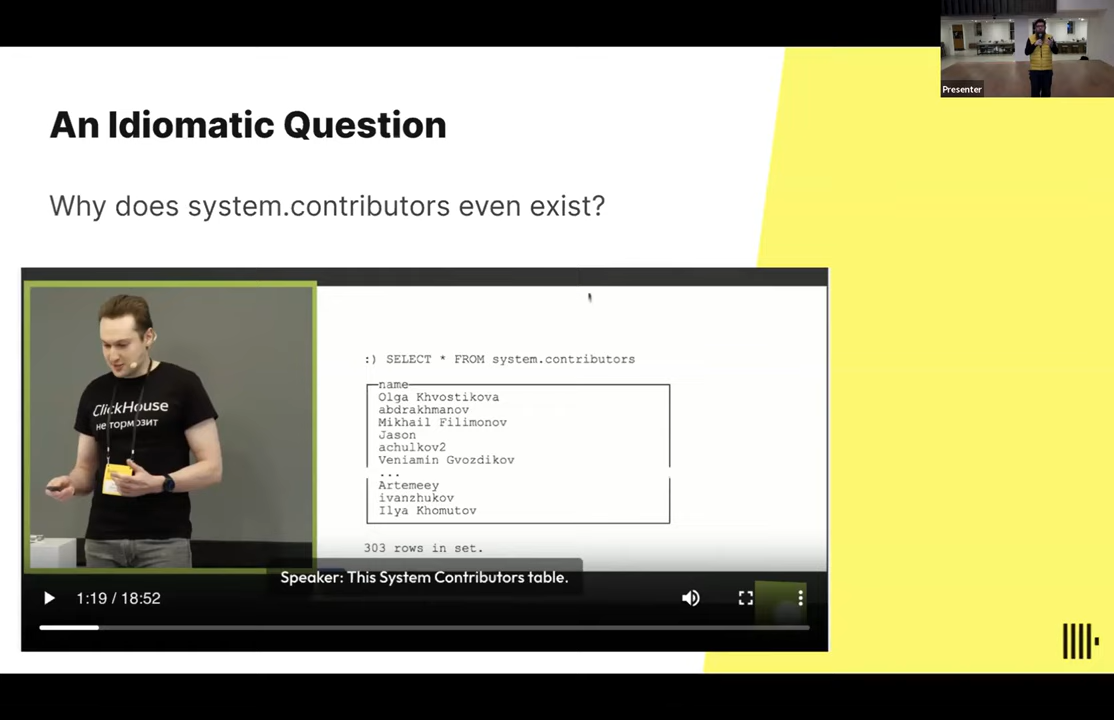 Presenter
An Idiomatic Question
Why does system.contributors even exist?
ClickHouse
не тормозит
:) SELECT * FROM system.contributors
name
Olga Khvostikova
abdrakhmanov
Mikhail Filimonov
Jason
achulkov2
Veniamin Gvozdikov
...
Artemeey
ivanzhukov
Ilya Khomutov
303 rows in set.
Speaker: This System Contributors table.
1:19 / 18:52